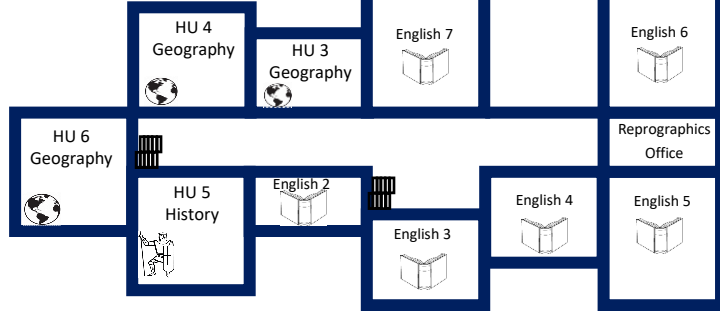 HU 4
Geography
HU 3
Geography
English 7
English 6
HU 6
Geography
Reprographics
Office
HU 5
History
English 2
English 3
English 4
English 5